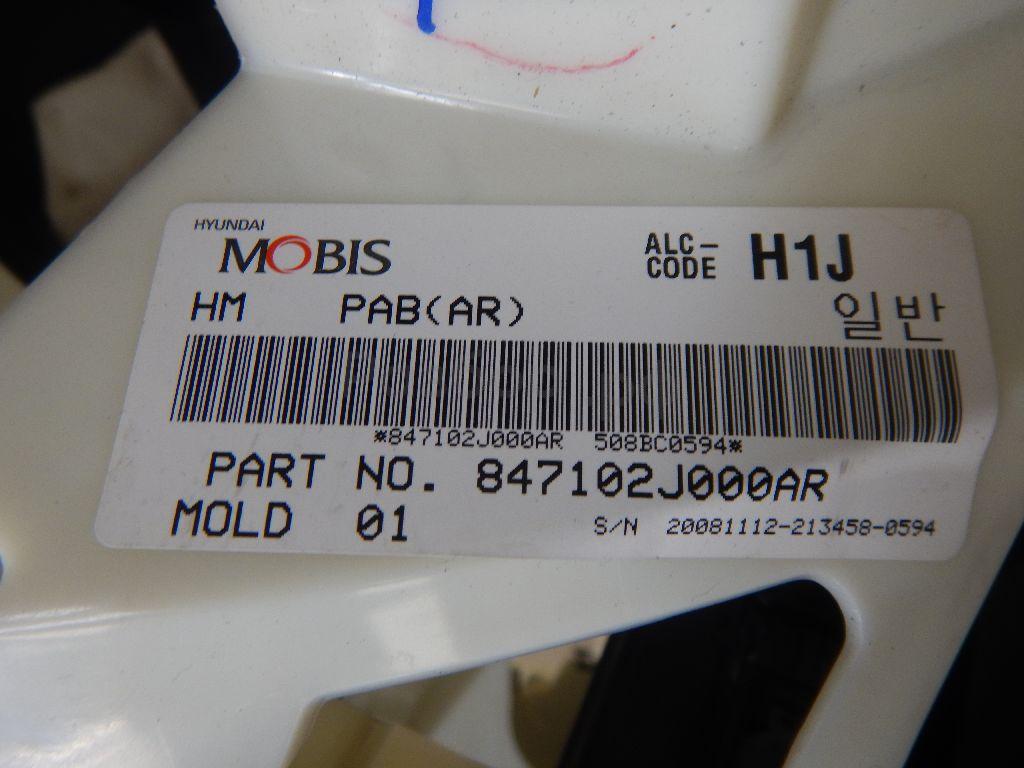 HYUNDAI
MOBIS
ALC-
CODE H1J
HM PAB(AR)
일반
*847102J000AR 508BC0594*
PART NO. 847102J000AR
MOLD 01
S/N 20081112-213458-0594